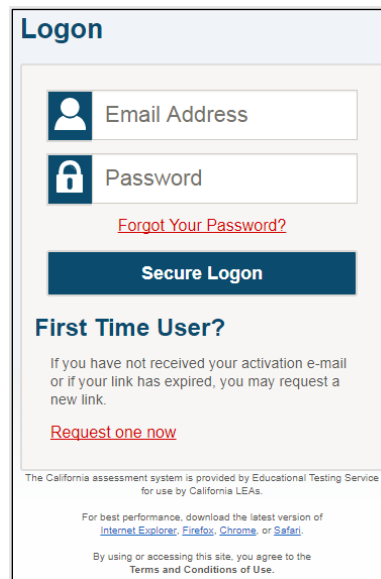 Logon
Email Address
Password
Forgot Your Password?
Secure Logon
First Time User?
If you have not received your activation e-mail
or if your link has expired, you may request a
new link.
Request one now
The California assessment system is provided by Educational Testing Service
for use by California LEAs.
For best performance, download the latest version of
Internet Explorer, Firefox, Chrome, or Safari.
By using or accessing this site, you agree to the
Terms and Conditions of Use.